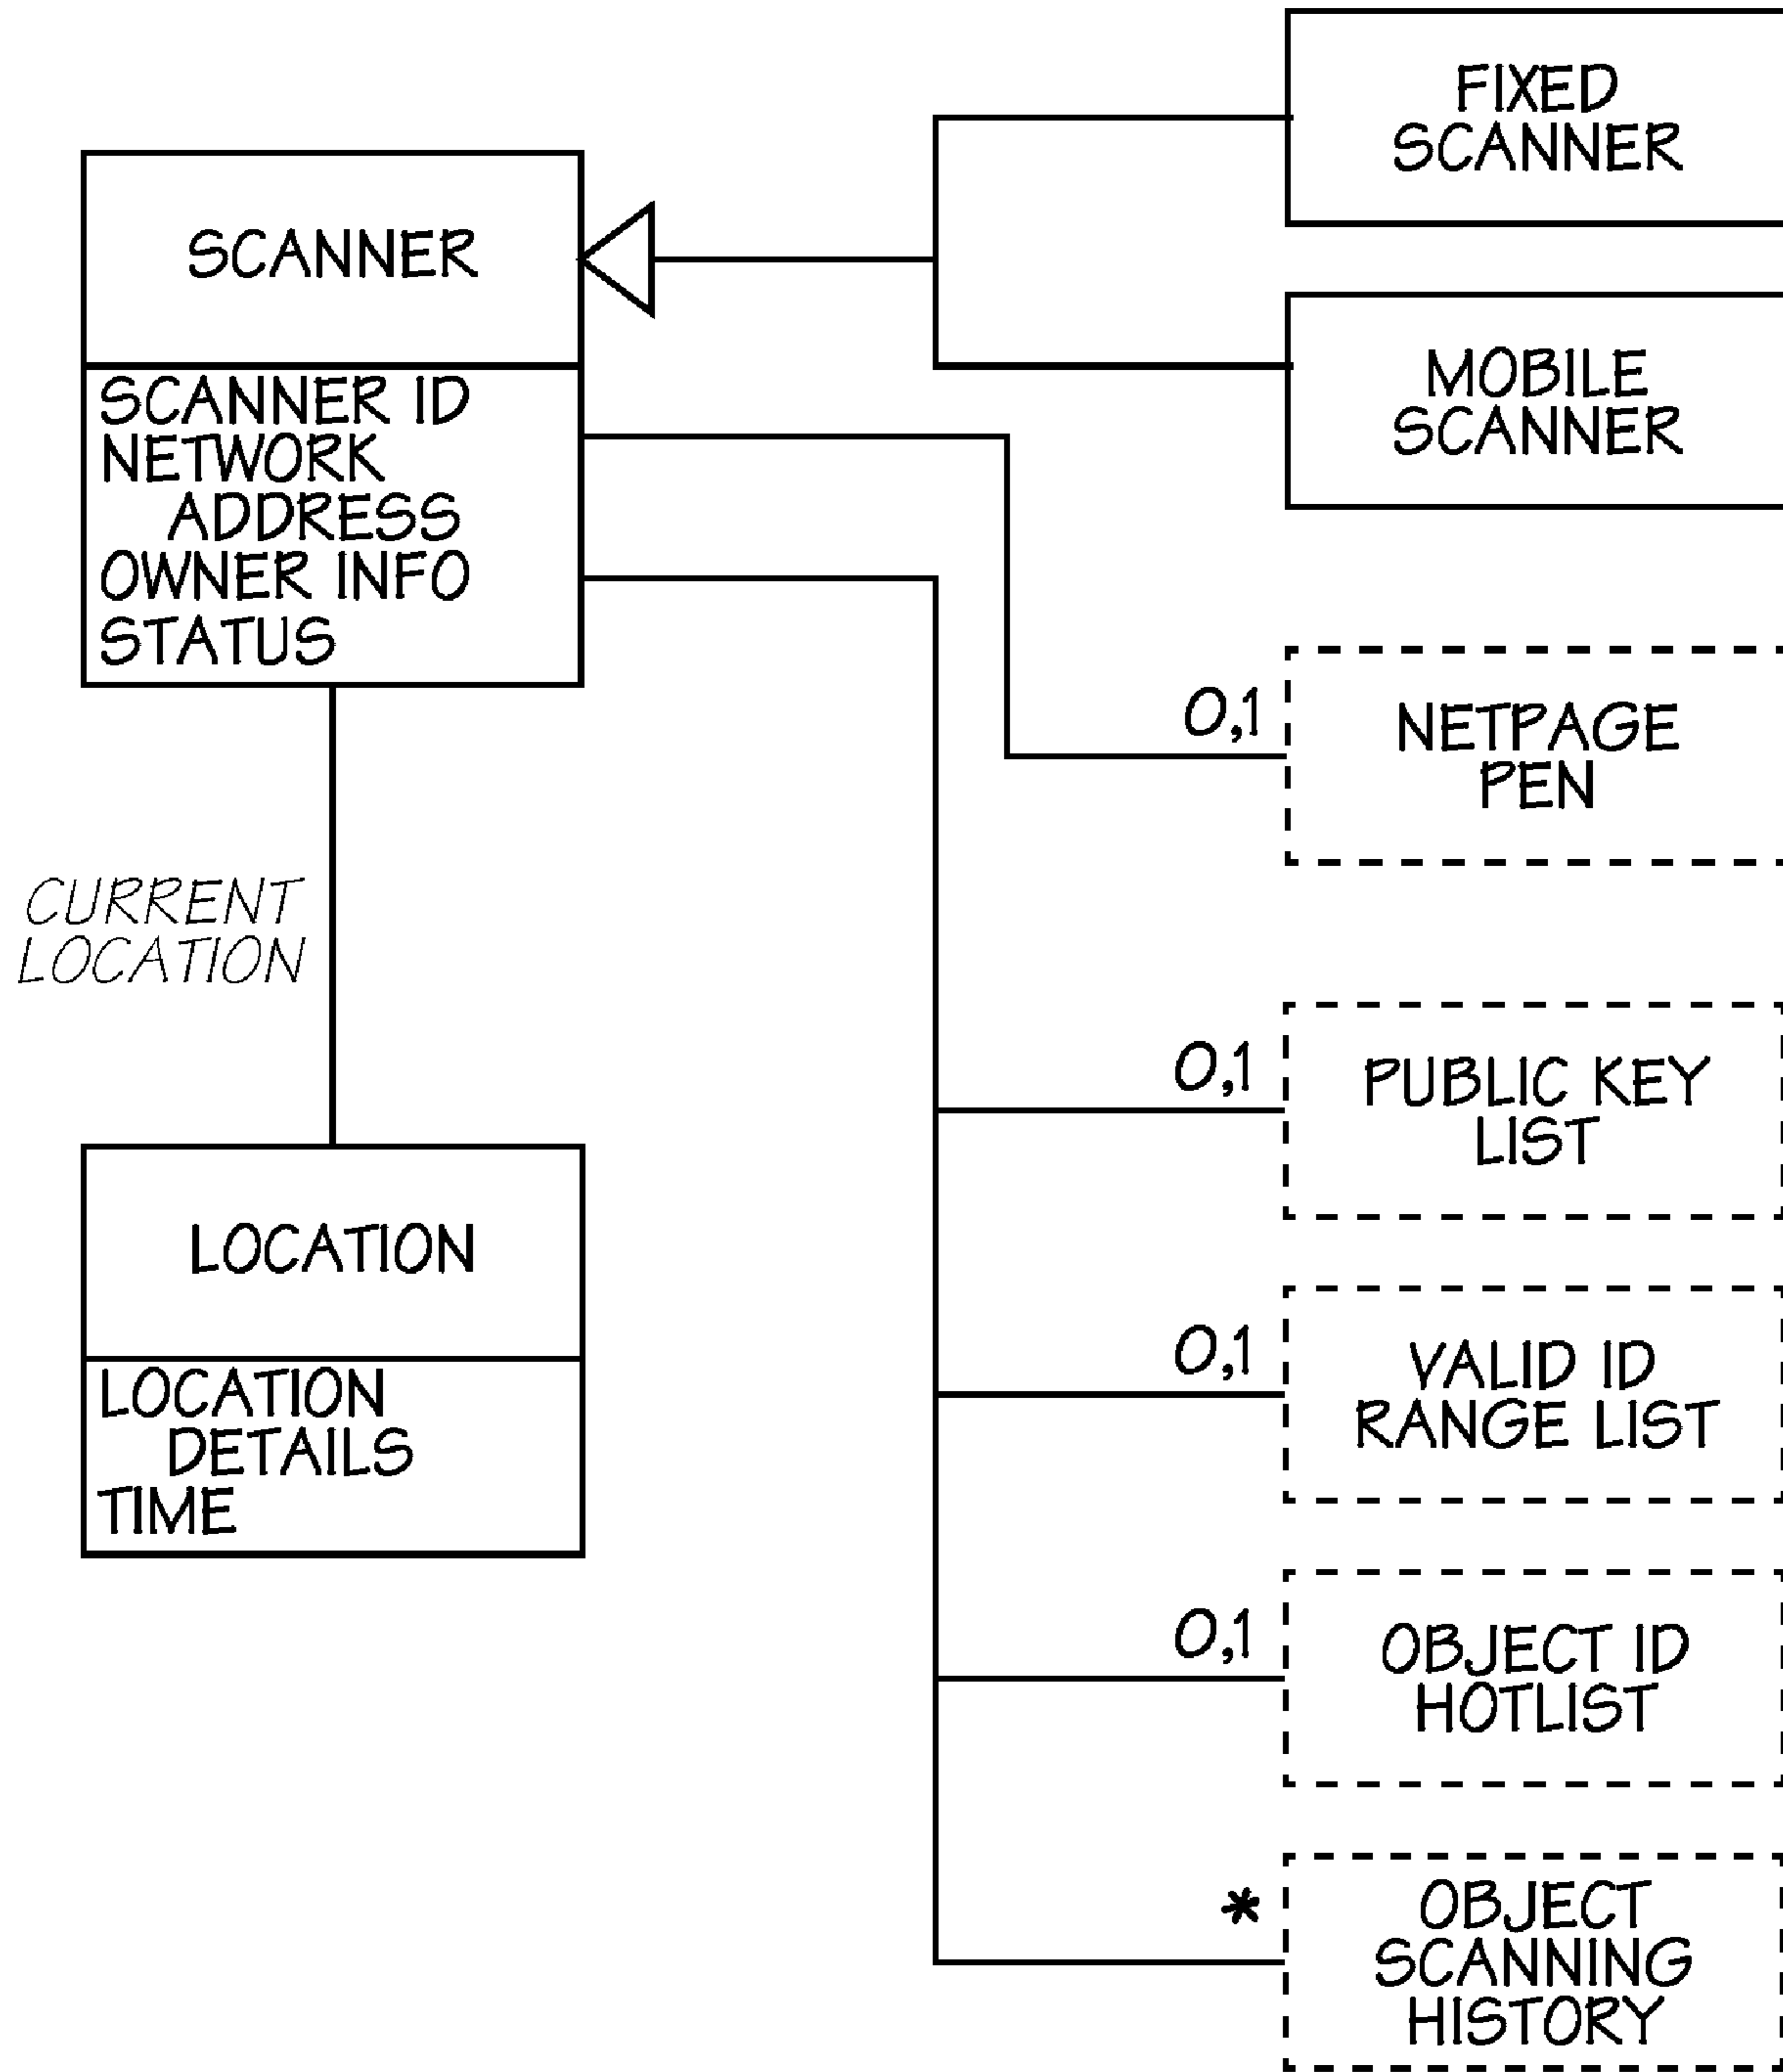 FIXED
SCANNER
SCANNER
MOBILE
SCANNER
SCANNER ID
NETWORK
ADDRESS
OWNER INFO
STATUS
0,1
NETPAGE
PEN
CURRENT
LOCATION
0,1
PUBLIC KEY
LIST
LOCATION
0,1
VALID ID
RANGE LIST
LOCATION
DETAILS
TIME
0,1
OBJECT ID
HOTLIST
*
OBJECT
SCANNING
HISTORY